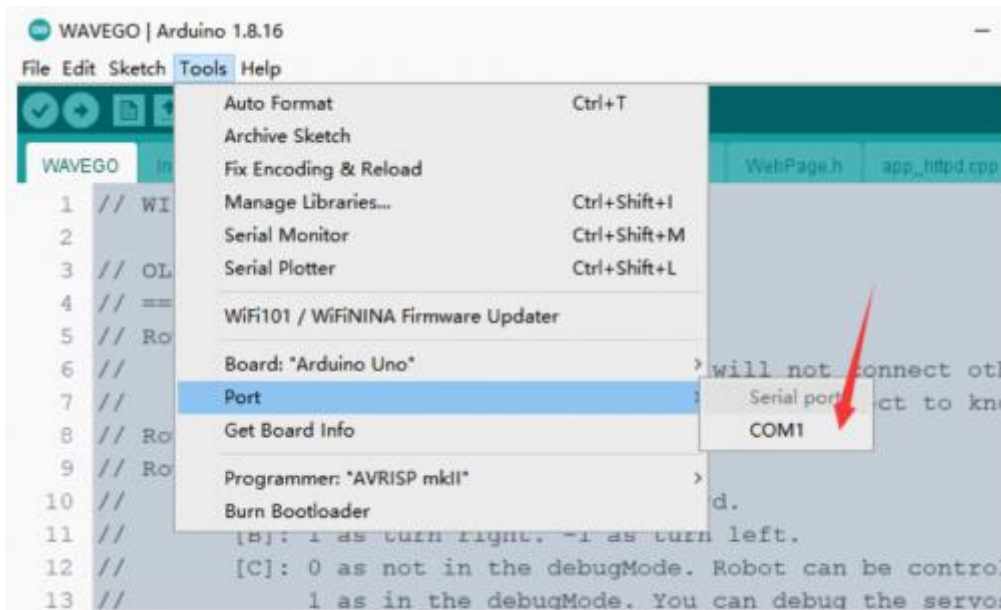 WAVEGO | Arduino 1.8.16
File Edit Sketch Tools Help
WAVEGO In WebPage.h app_httpd.cpp
Auto Format Ctrl+T
Archive Sketch
Fix Encoding & Reload
Manage Libraries... Ctrl+Shift+I
Serial Monitor Ctrl+Shift+M
Serial Plotter Ctrl+Shift+L
WiFi101 / WiFiNINA Firmware Updater
Board: "Arduino Uno"
Port
Get Board Info
Programmer: "AVRISP mkII"
Burn Bootloader
Serial port
COM1
1 // WI
2
3 // OL
4 // ==
5 // Ro
6 // will not connect oth
7 // ct to kno
8 // Ro
9 // Ro
10 // d.
11 // [B]: 1 as turn right. -1 as turn left.
12 // [C]: 0 as not in the debugMode. Robot can be control
13 // 1 as in the debugMode. You can debug the servos